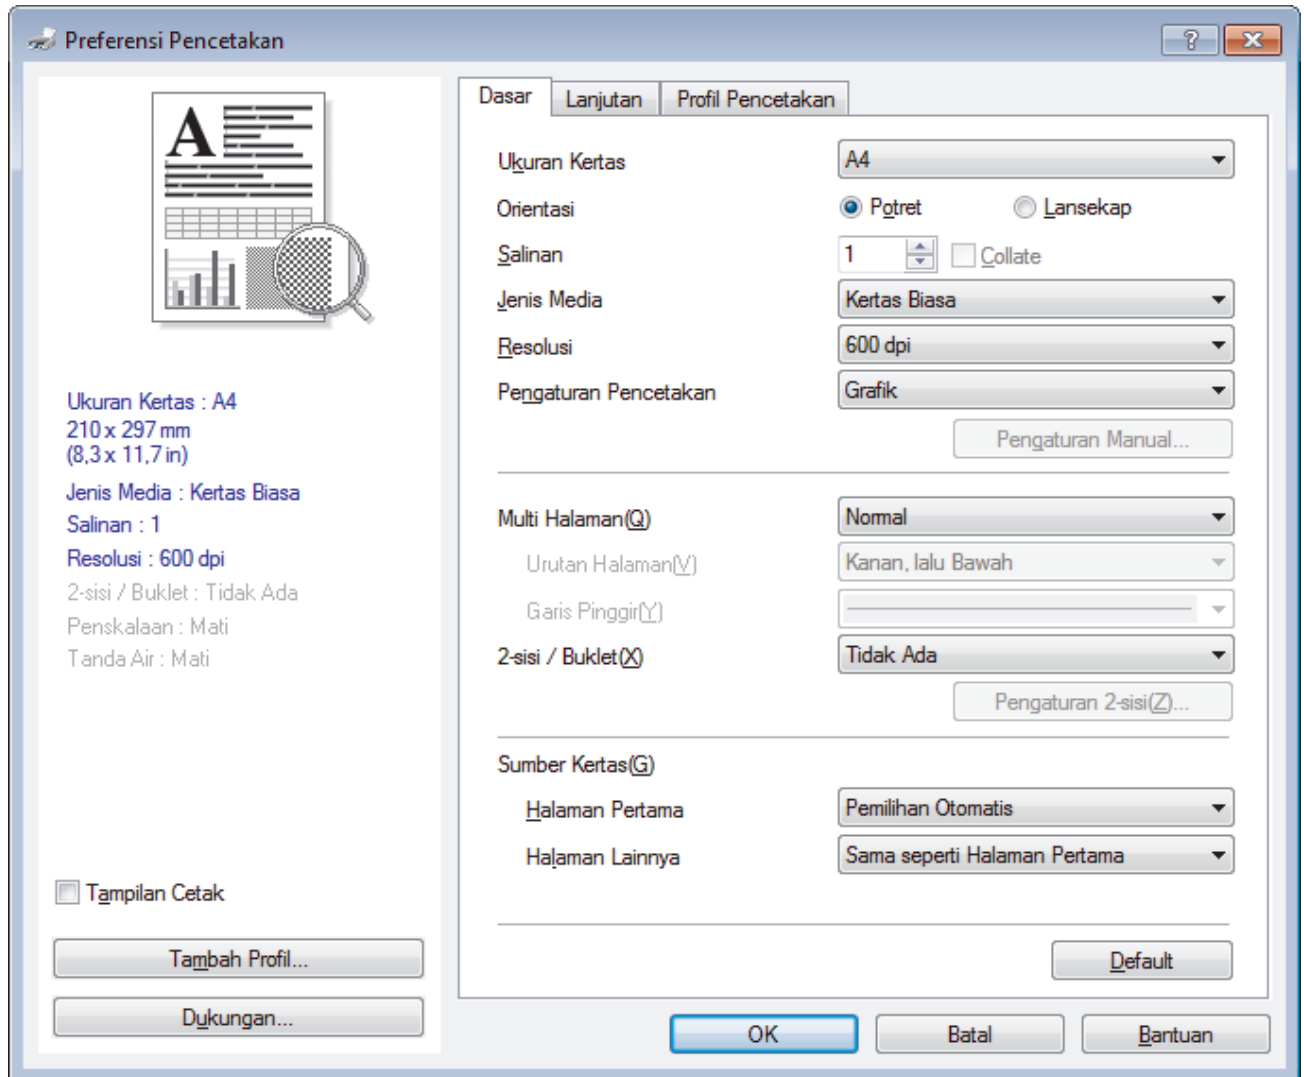 Preferensi Pencetakan
A
Ukuran Kertas : A4
210 x 297 mm
(8,3 x 11,7 in)
Jenis Media : Kertas Biasa
Salinan : 1
Resolusi : 600 dpi
2-sisi / Buklet : Tidak Ada
Penskalaan : Mati
Tanda Air : Mati
Tampilan Cetak
Tambah Profil...
Dukungan...
Dasar Lanjutan Profil Pencetakan
Ukuran Kertas A4
Orientasi Potret Lansekap
Salinan 1 Collate
Jenis Media Kertas Biasa
Resolusi 600 dpi
Pengaturan Pencetakan Grafik
Pengaturan Manual...
Multi Halaman(Q) Normal
Urutan Halaman(V) Kanan, lalu Bawah
Garis Pinggir(Y)
2-sisi / Buklet(X) Tidak Ada
Pengaturan 2-sisi(Z)...
Sumber Kertas(G)
Halaman Pertama Pemilihan Otomatis
Halaman Lainnya Sama seperti Halaman Pertama
Default
OK Batal Bantuan